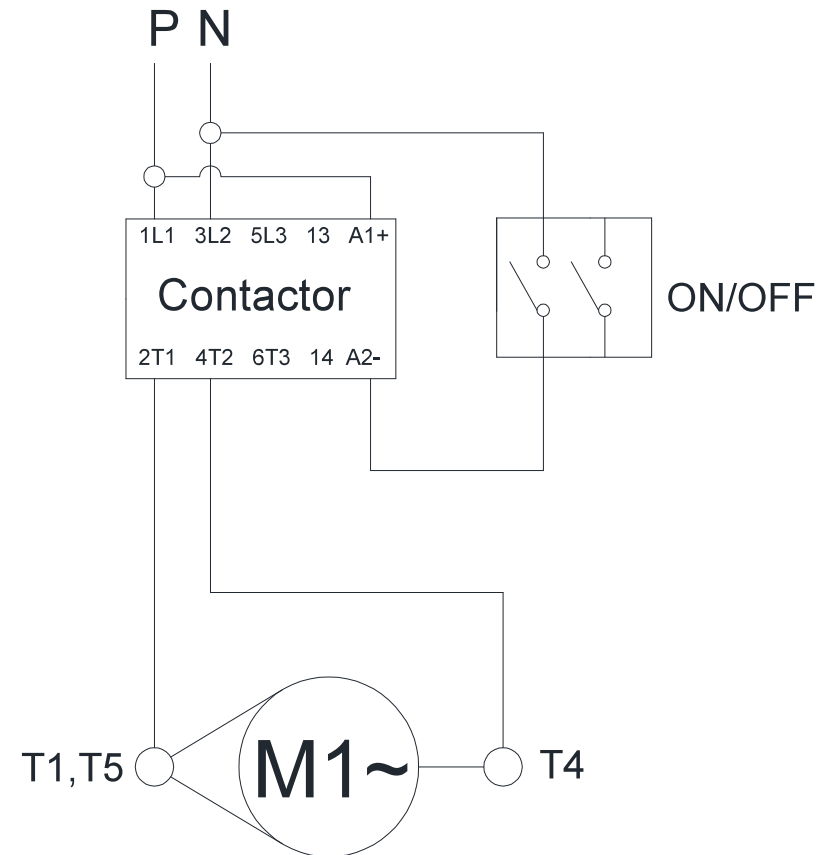 P N
1L1 3L2 5L3 13 A1+
Contactor
ON/OFF
2T1 4T2 6T3 14 A2-
T1,T5
M1~
T4